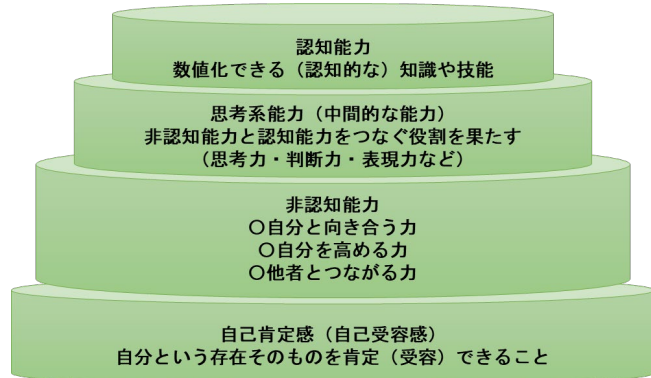 認知能力
数値化できる（認知的な）知識や技能
思考系能力（中間的な能力）
非認知能力と認知能力をつなぐ役割を果たす
（思考力・判断力・表現力など）
非認知能力
〇自分と向き合う力
〇自分を高める力
〇他者とつながる力
自己肯定感（自己受容感）
自分という存在そのものを肯定（受容）できること